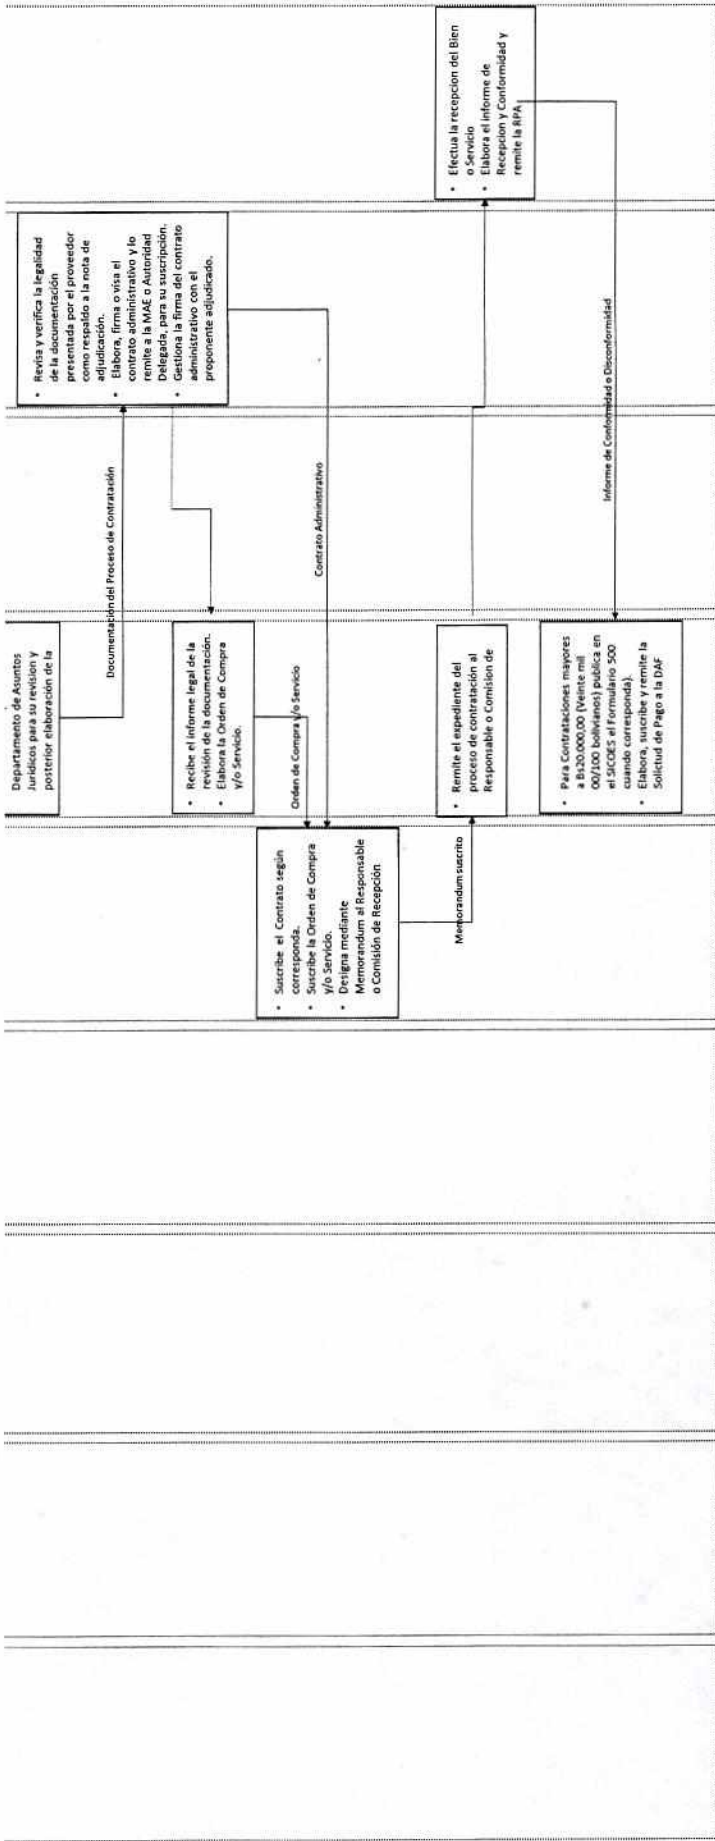 Departamento de Asuntos
Juridicos para su revision y
posterior elaboración de la
Documentación del Proceso de Contratación
• Revisa y verifica la legalidad
de la documentación
presentada por el proveedor
como respaldo a la nota de
adjudicación.
• Elabora, firma o visa el
contrato administrativo y lo
remite a la MAE o Autoridad
Delegada, para su suscripción.
• Gestiona la firma del contrato
administrativo con el
proponente adjudicado.
• Recibe el informe legal de la
revisión de la documentación.
• Elabora la Orden de Compra
y/o Servicio.
Orden de Compra y/o Servicio
Contrato Administrativo
• Suscribe el Contrato según
corresponda.
• Suscribe la Orden de Compra
y/o Servicio.
• Designa mediante
Memorandum al Responsable
o Comisión de Recepción
Memorandum suscrito
• Remite el expediente del
proceso de contratación al
Responsable o Comision de
• Efectua la recepcion del Bien
o Servicio
• Elabora el informe de
Recepcion y Conformidad y
remite la RPA
Informe de Conformidad o Disconformidad
• Para Contrataciones mayores
a Bs20.000,00 (Veinte mil
00/100 bolivianos) publica en
el SICOES el Formulario 500
cuando corresponda).
• Elabora, suscribe y remite la
Solicitud de Pago a la DAF